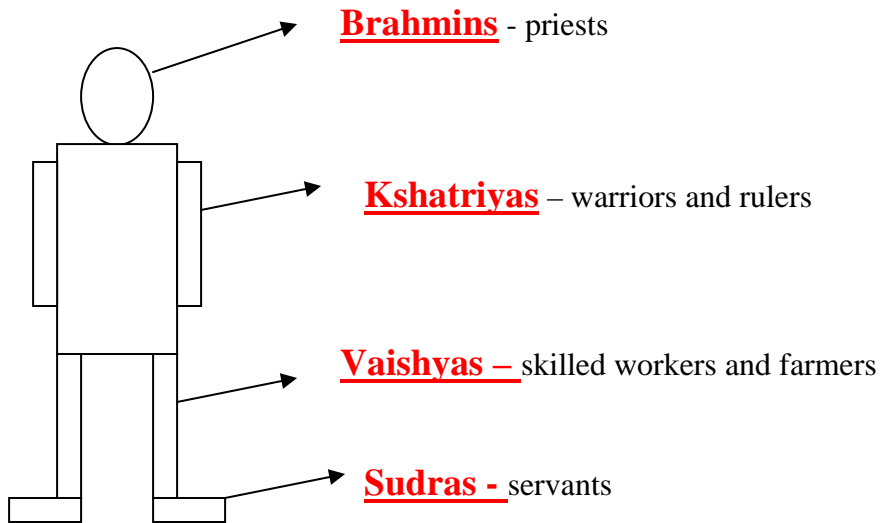 Brahmins - priests
Kshatriyas – warriors and rulers
Vaishyas – skilled workers and farmers
Sudras - servants